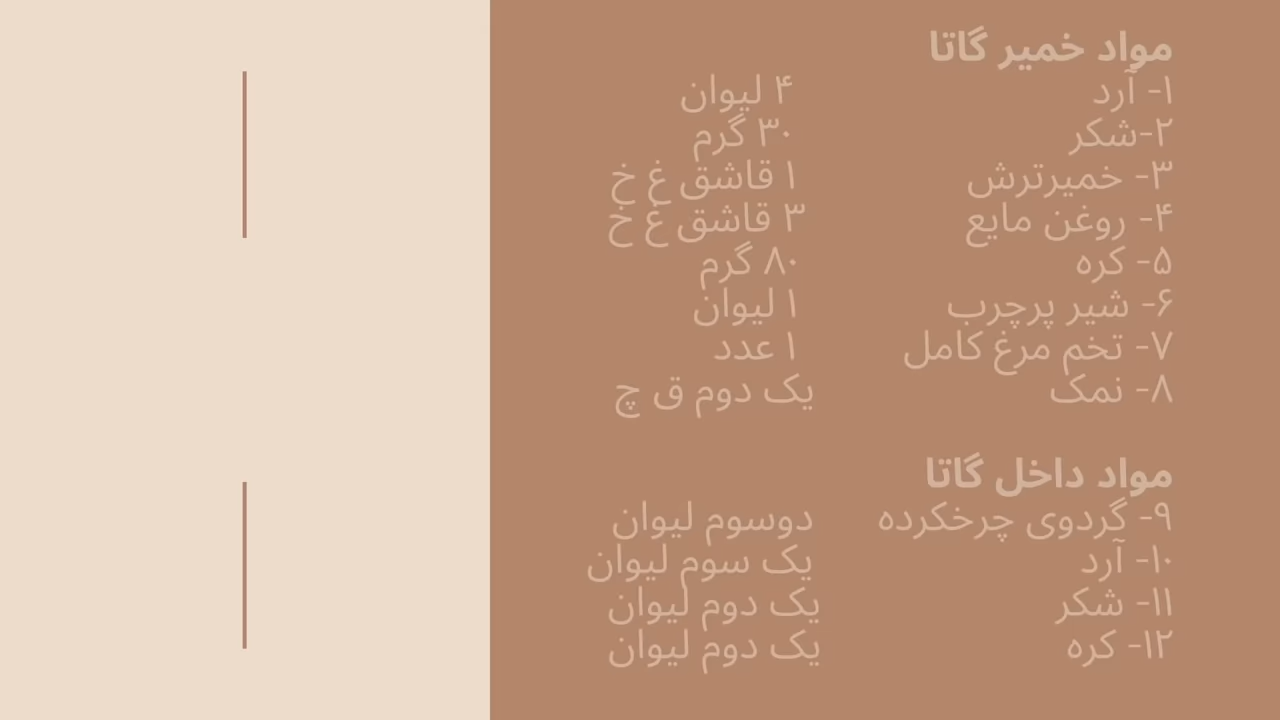 مواد خمیر گاتا
۱- آرد ۴ لیوان
۲-شکر ۳۰ گرم
۳- خمیرترش ۱ قاشق غ خ
۴- روغن مایع ۳ قاشق غ خ
۵- کره ۸۰ گرم
۶- شیر پرچرب ۱ لیوان
۷- تخم مرغ کامل ۱ عدد
۸- نمک یک دوم ق چ
مواد داخل گاتا
۹- گردوی چرخکرده دوسوم لیوان
۱۰- آرد یک سوم لیوان
۱۱- شکر یک دوم لیوان
۱۲- کره یک دوم لیوان